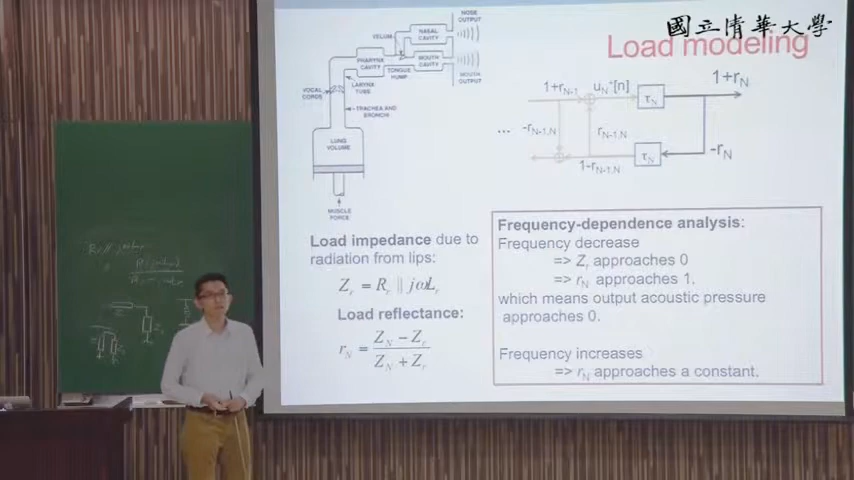 國立清華大學
Load modeling
NOSE
OUTPUT
NASAL
CAVITY
VELUM
PHARYNX
CAVITY
MOUTH
CAVITY
TONGUE
HUMP
MOUTH
OUTPUT
LARYNX
TUBE
VOCAL
CORDS
TRACHEA AND
BRONCHI
LUNG
VOLUME
MUSCLE
FORCE
1+r_{N-1} u_N^+[n] τ_N 1+r_N
... -r_{N-1,N} r_{N-1,N} -r_N
1-r_{N-1,N} τ_N
Load impedance due to
radiation from lips:
Z_r = R_r || jωL_r
Load reflectance:
r_N = (Z_N − Z_r) / (Z_N + Z_r)
Frequency-dependence analysis:
Frequency decrease
=> Z_r approaches 0
=> r_N approaches 1.
which means output acoustic pressure
approaches 0.
Frequency increases
=> r_N approaches a constant.